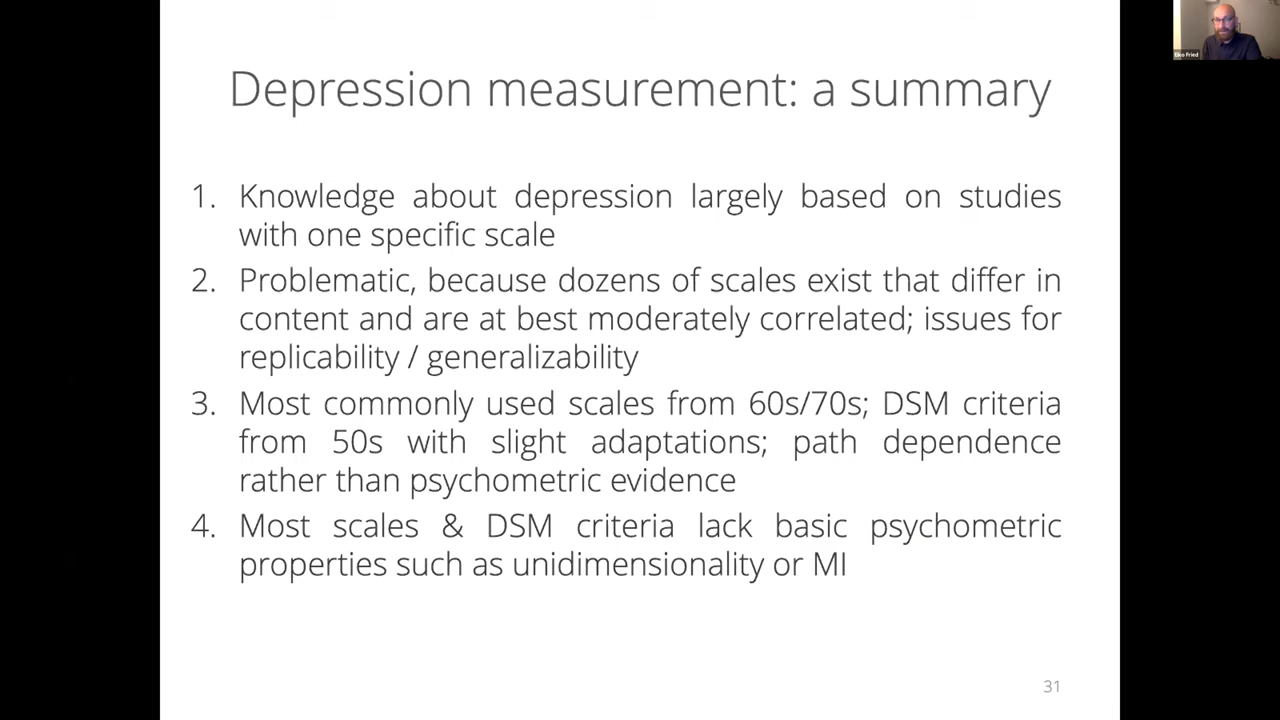 Depression measurement: a summary
1. Knowledge about depression largely based on studies
with one specific scale
2. Problematic, because dozens of scales exist that differ in
content and are at best moderately correlated; issues for
replicability / generalizability
3. Most commonly used scales from 60s/70s; DSM criteria
from 50s with slight adaptations; path dependence
rather than psychometric evidence
4. Most scales & DSM criteria lack basic psychometric
properties such as unidimensionality or MI
31
Eiko Fried